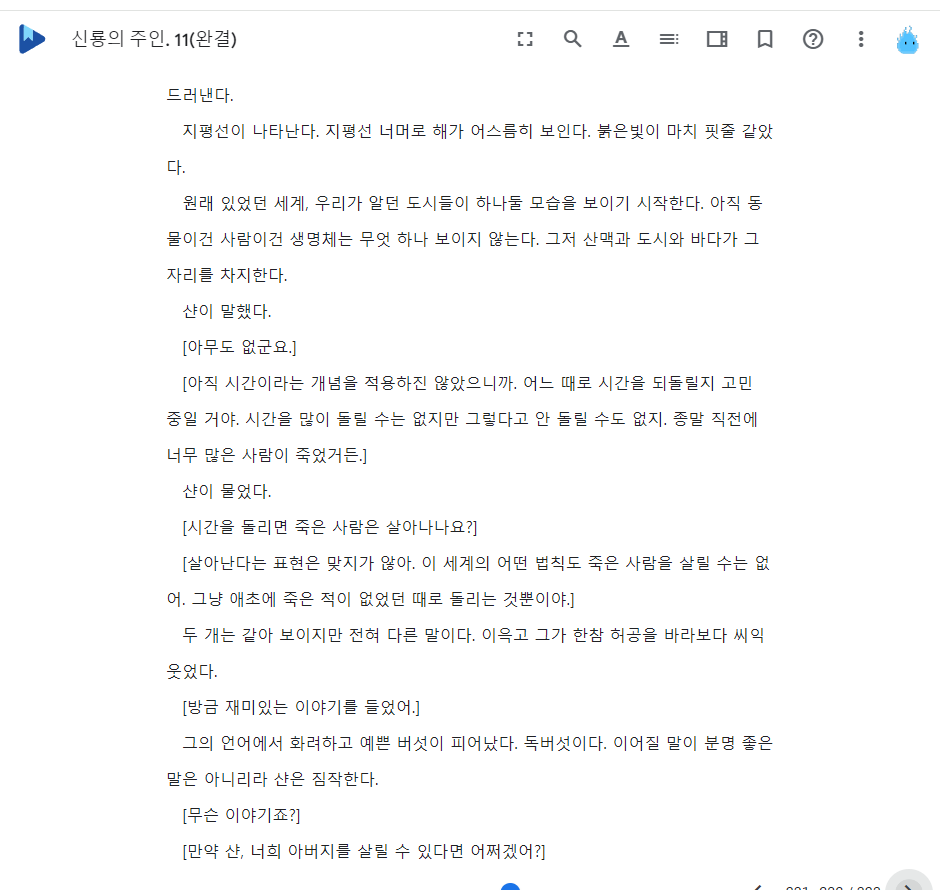 신룡의 주인. 11(완결)
드러낸다.
지평선이 나타난다. 지평선 너머로 해가 어스름히 보인다. 붉은빛이 마치 핏줄 같았
다.
원래 있었던 세계, 우리가 알던 도시들이 하나둘 모습을 보이기 시작한다. 아직 동
물이건 사람이건 생명체는 무엇 하나 보이지 않는다. 그저 산맥과 도시와 바다가 그
자리를 차지한다.
샨이 말했다.
[아무도 없군요.]
[아직 시간이라는 개념을 적용하진 않았으니까. 어느 때로 시간을 되돌릴지 고민
중일 거야. 시간을 많이 돌릴 수는 없지만 그렇다고 안 돌릴 수도 없지. 종말 직전에
너무 많은 사람이 죽었거든.]
샨이 물었다.
[시간을 돌리면 죽은 사람은 살아나나요?]
[살아난다는 표현은 맞지가 않아. 이 세계의 어떤 법칙도 죽은 사람을 살릴 수는 없
어. 그냥 애초에 죽은 적이 없었던 때로 돌리는 것뿐이야.]
두 개는 같아 보이지만 전혀 다른 말이다. 이윽고 그가 한참 허공을 바라보다 씨익
웃었다.
[방금 재미있는 이야기를 들었어.]
그의 언어에서 화려하고 예쁜 버섯이 피어났다. 독버섯이다. 이어질 말이 분명 좋은
말은 아니리라 샨은 짐작한다.
[무슨 이야기죠?]
[만약 샨, 너희 아버지를 살릴 수 있다면 어쩌겠어?]